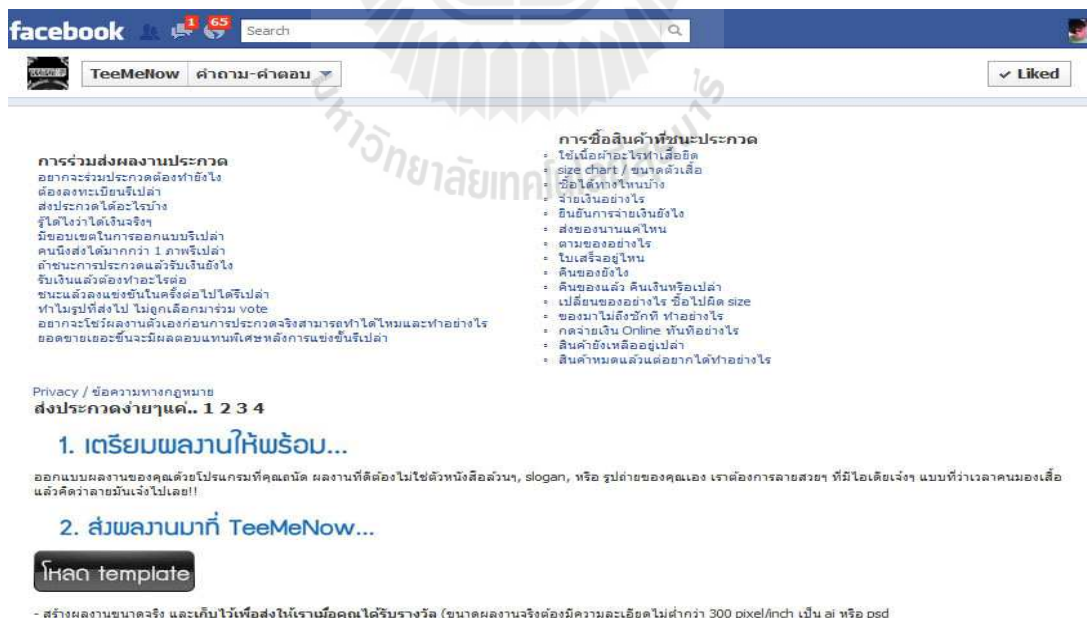 facebook 1 65 Search
TeeMeNow คำถาม-คำตอบ Liked
การร่วมส่งผลงานประกวด
อยากจะร่วมประกวดต้องทำยังไง
ต้องลงทะเบียนรึเปล่า
ส่งประกวดได้อะไรบ้าง
รู้ได้ไงว่าได้เงินจริงๆ
มีขอบเขตในการออกแบบรึเปล่า
คนนึงส่งได้มากกว่า 1 ภาพรึเปล่า
ถ้าชนะการประกวดแล้วรับเงินยังไง
รับเงินแล้วต้องทำอะไรต่อ
ชนะแล้วลงแข่งขันในครั้งต่อไปได้รึเปล่า
ทำไมรูปที่ส่งไป ไม่ถูกเลือกมาร่วม vote
อยากจะโชว์ผลงานตัวเองก่อนการประกวดจริงสามารถทำได้ไหมและทำอย่างไร
ยอดขายเยอะขึ้นจะมีผลตอบแทนพิเศษหลังการแข่งขั้นรึเปล่า
การซื้อสินค้าที่ชนะประกวด
ใช้เนื้อผ้าอะไรทำเสื้อยืด
size chart / ขนาดตัวเสื้อ
ซื้อได้ทางไหนบ้าง
จ่ายเงินอย่างไร
ยืนยันการจ่ายเงินยังไง
ส่งของนานแค่ไหน
ตามของอย่างไร
ใบเสร็จอยู่ไหน
คืนของยังไง
คืนของแล้ว คืนเงินหรือเปล่า
เปลี่ยนของอย่างไร ซื้อไปผิด size
ของมาไม่ถึงซักที ทำอย่างไร
กดจ่ายเงิน Online ทันทีอย่างไร
สินค้ายังเหลืออยู่เปล่า
สินค้าหมดแล้วแต่อยากได้ทำอย่างไร
Privacy / ข้อความทางกฎหมาย
ส่งประกวดง่ายๆแค่.. 1 2 3 4
1. เตรียมผลงานให้พร้อม...
ออกแบบผลงานของคุณด้วยโปรแกรมที่คุณถนัด ผลงานที่ดีต้องไม่ใช่ตัวหนังสือล้วนๆ, slogan, หรือ รูปถ่ายของคุณเอง เราต้องการลายสวยๆ ที่มีไอเดียเจ๋งๆ แบบที่ว่าเวลาคนมองเสื้อ
แล้วคิดว่าลายมันเจ๋งไปเลย!!
2. ส่งผลงานมาที่ TeeMeNow...
โหลด template
- สร้างผลงานขนาดจริง และเก็บไว้เพื่อส่งให้เราเมื่อคุณได้รับรางวัล (ขนาดผลงานจริงต้องมีความละเอียดไม่ต่ำกว่า 300 pixel/inch เป็น ai หรือ psd